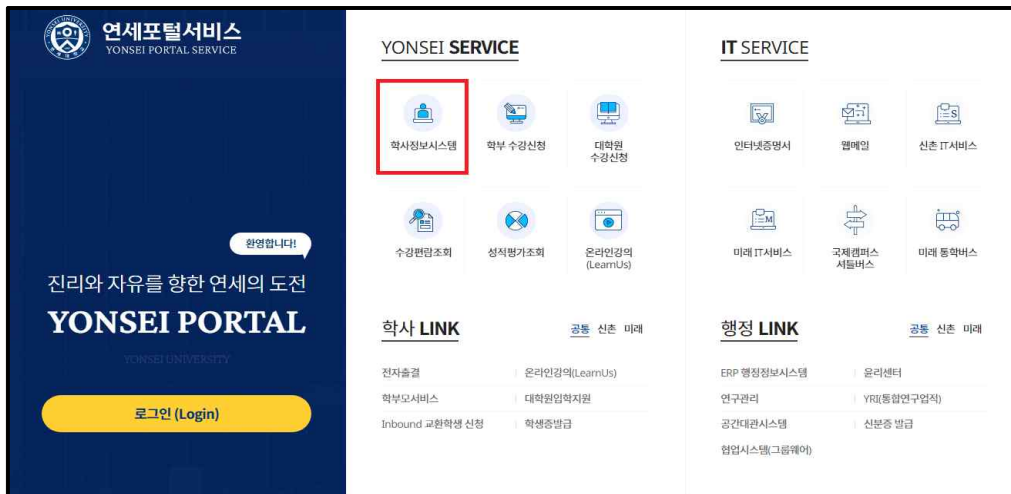 연세포털서비스
YONSEI PORTAL SERVICE
환영합니다!
진리와 자유를 향한 연세의 도전
YONSEI PORTAL
YONSEI UNIVERSITY
로그인 (Login)
YONSEI SERVICE
학사정보시스템
학부 수강신청
대학원
수강신청
수강편람조회
성적평가조회
온라인강의
(LearnUs)
IT SERVICE
인터넷증명서
웹메일
신촌 IT서비스
미래 IT서비스
국제캠퍼스
셔틀버스
미래 통학버스
학사 LINK
공통 신촌 미래
전자출결
온라인강의(LearnUs)
학부모서비스
대학원입학지원
Inbound 교환학생 신청
학생증발급
행정 LINK
공통 신촌 미래
ERP 행정정보시스템
윤리센터
연구관리
YRI(통합연구업적)
공간대관시스템
신분증 발급
협업시스템(그룹웨어)